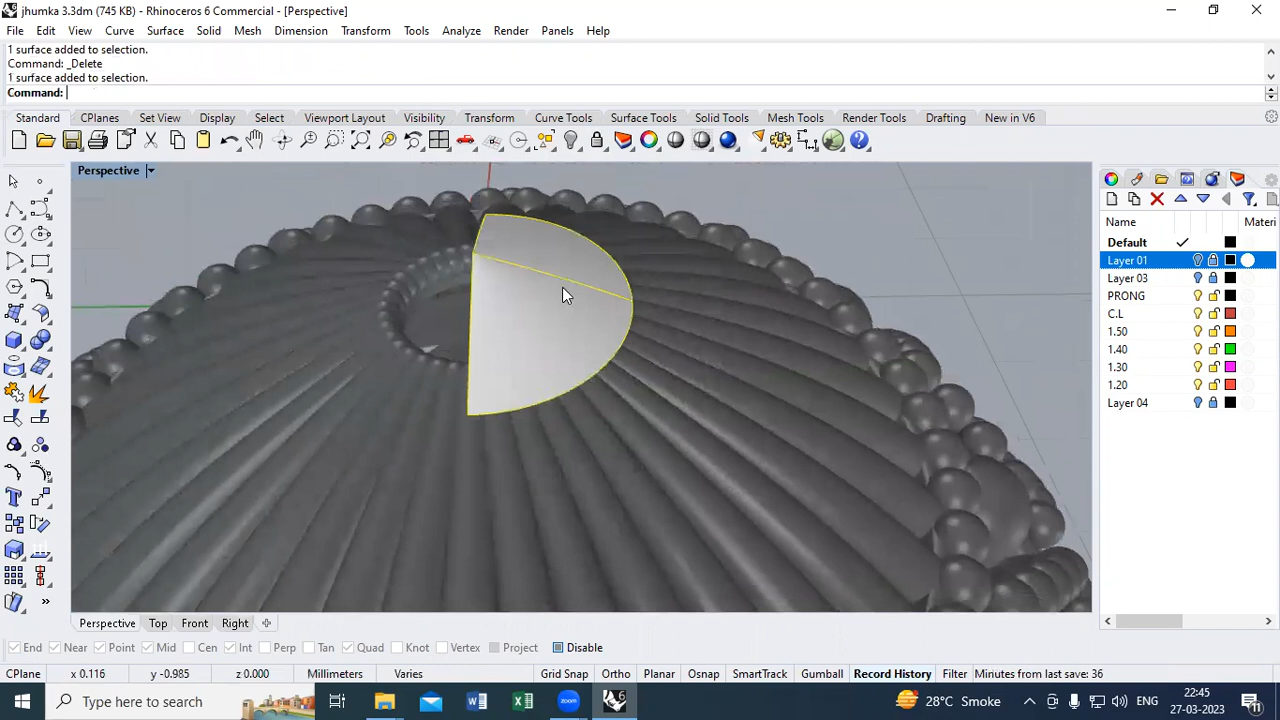 jhumka 3.3dm (745 KB) - Rhinoceros 6 Commercial - [Perspective]
File Edit View Curve Surface Solid Mesh Dimension Transform Tools Analyze Render Panels Help
1 surface added to selection.
Command: _Delete
1 surface added to selection.
Command:
Standard CPlanes Set View Display Select Viewport Layout Visibility Transform Curve Tools Surface Tools Solid Tools Mesh Tools Render Tools Drafting New in V6
Perspective
Name Materi
Default
Layer 01
Layer 03
PRONG
C.L
1.50
1.40
1.30
1.20
Layer 04
Perspective Top Front Right
End Near Point Mid Cen Int Perp Tan Quad Knot Vertex Project Disable
CPlane x 0.116 y -0.985 z 0.000 Millimeters Varies Grid Snap Ortho Planar Osnap SmartTrack Gumball Record History Filter Minutes from last save: 36
Type here to search zoom 6 28°C Smoke ENG 22:45
27-03-2023 11